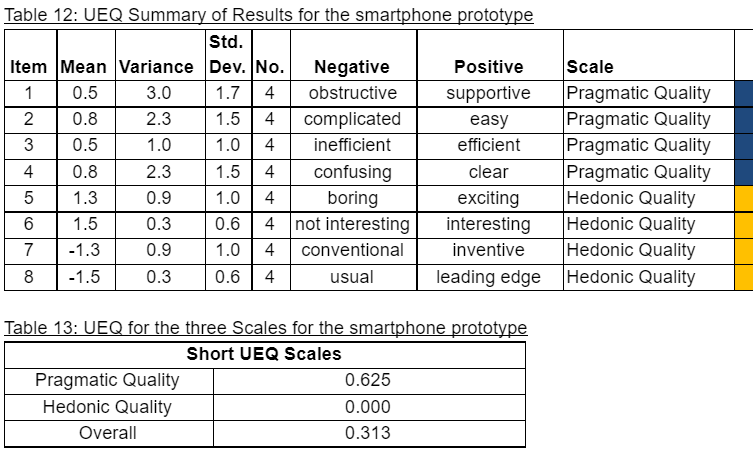 Table 12: UEQ Summary of Results for the smartphone prototype
Item Mean Variance Std. Dev. No. Negative Positive Scale
1 0.5 3.0 1.7 4 obstructive supportive Pragmatic Quality
2 0.8 2.3 1.5 4 complicated easy Pragmatic Quality
3 0.5 1.0 1.0 4 inefficient efficient Pragmatic Quality
4 0.8 2.3 1.5 4 confusing clear Pragmatic Quality
5 1.3 0.9 1.0 4 boring exciting Hedonic Quality
6 1.5 0.3 0.6 4 not interesting interesting Hedonic Quality
7 -1.3 0.9 1.0 4 conventional inventive Hedonic Quality
8 -1.5 0.3 0.6 4 usual leading edge Hedonic Quality
Table 13: UEQ for the three Scales for the smartphone prototype
Short UEQ Scales
Pragmatic Quality 0.625
Hedonic Quality 0.000
Overall 0.313